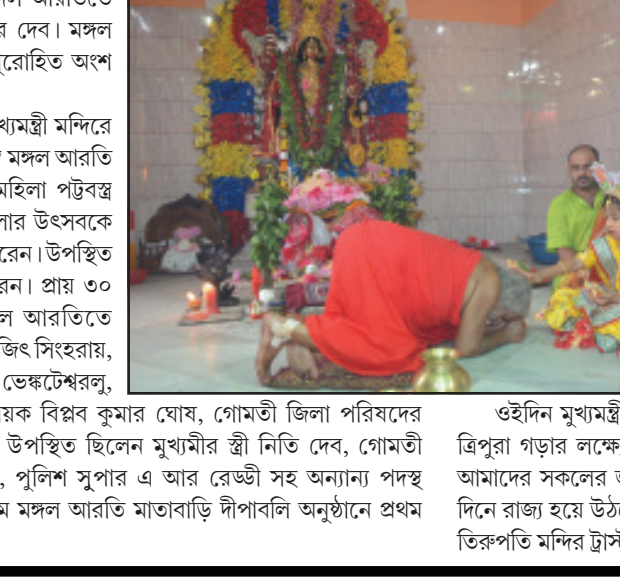 আরতিতে
র দেব। মঙ্গল
পুরোহিত অংশ
খ্যমন্ত্রী মন্দিরে
মঙ্গল আরতি
মহিলা পট্টবস্ত্র
লার উৎসবকে
রেন। উপস্থিত
রন। প্রায় ৩০
ল আরতিতে
জিৎ সিংহরায়,
ভেঙ্কটেশ্বরলু,
য়ক বিপ্লব কুমার ঘোষ, গোমতী জিলা পরিষদের
উপস্থিত ছিলেন মুখ্যমীর স্ত্রী নিতি দেব, গোমতী
, পুলিশ সুপার এ আর রেড্ডী সহ অন্যান্য পদস্থ
ম মঙ্গল আরতি মাতাবাড়ি দীপাবলি অনুষ্ঠানে প্রথম
ওইদিন মুখ্যমন্ত্রী
ত্রিপুরা গড়ার লক্ষ্যে
আমাদের সকলের
দিনে রাজ্য হয়ে
তিরুপতি মন্দির